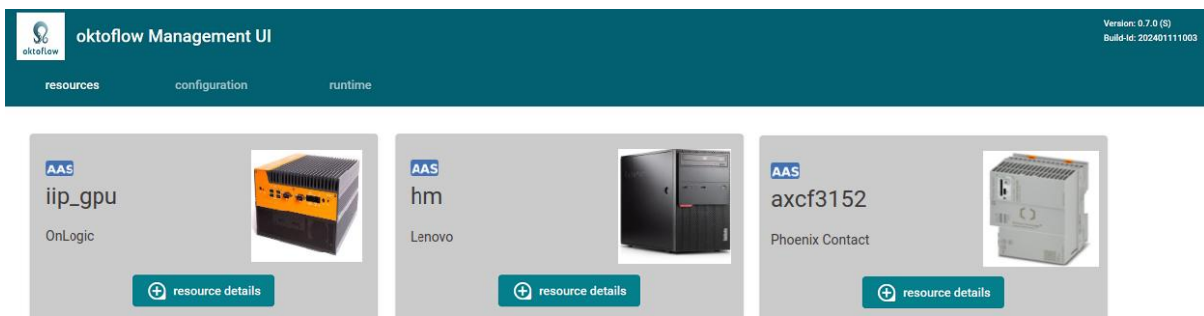 oktoflow
oktoflow Management UI
Version: 0.7.0 (S)
Build-Id: 202401111003
resources
configuration
runtime
AAS
iip_gpu
OnLogic
resource details
AAS
hm
Lenovo
resource details
AAS
axcf3152
Phoenix Contact
resource details